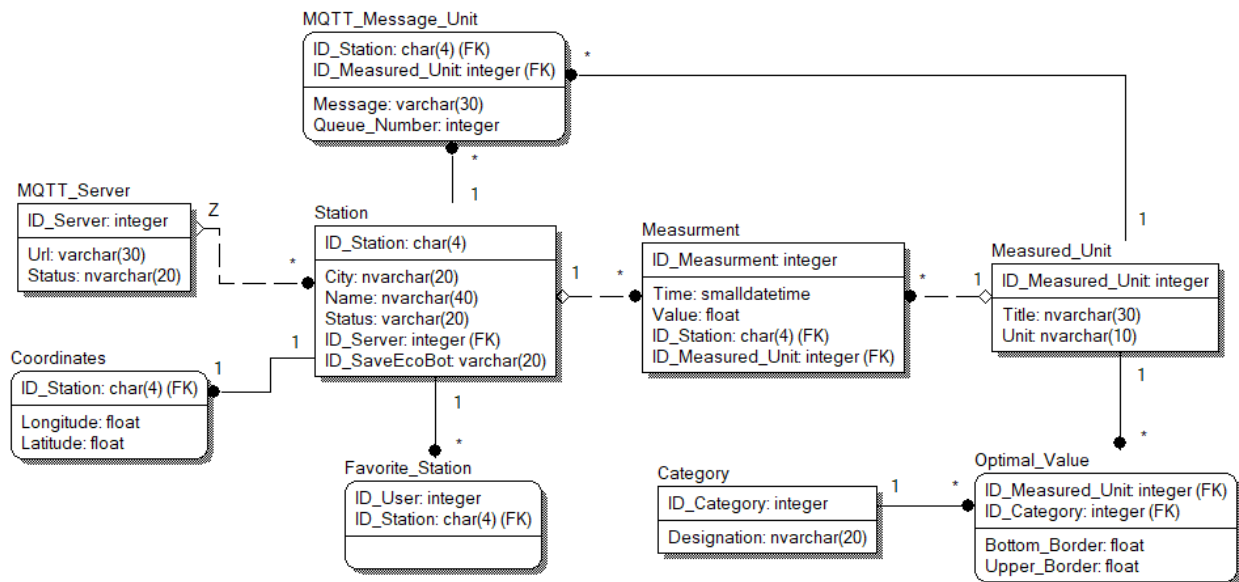 MQTT_Message_Unit
ID_Station: char(4) (FK)
ID_Measured_Unit: integer (FK)
Message: varchar(30)
Queue_Number: integer
*
*
1
1
MQTT_Server
ID_Server: integer
Url: varchar(30)
Status: nvarchar(20)
Z
*
Station
ID_Station: char(4)
City: nvarchar(20)
Name: nvarchar(40)
Status: varchar(20)
ID_Server: integer (FK)
ID_SaveEcoBot: varchar(20)
1
*
Measurment
ID_Measurment: integer
Time: smalldatetime
Value: float
ID_Station: char(4) (FK)
ID_Measured_Unit: integer (FK)
*
1
Measured_Unit
ID_Measured_Unit: integer
Title: nvarchar(30)
Unit: nvarchar(10)
Coordinates
ID_Station: char(4) (FK)
Longitude: float
Latitude: float
1
1
1
*
Favorite_Station
ID_User: integer
ID_Station: char(4) (FK)
Category
ID_Category: integer
Designation: nvarchar(20)
1
*
1
*
Optimal_Value
ID_Measured_Unit: integer (FK)
ID_Category: integer (FK)
Bottom_Border: float
Upper_Border: float